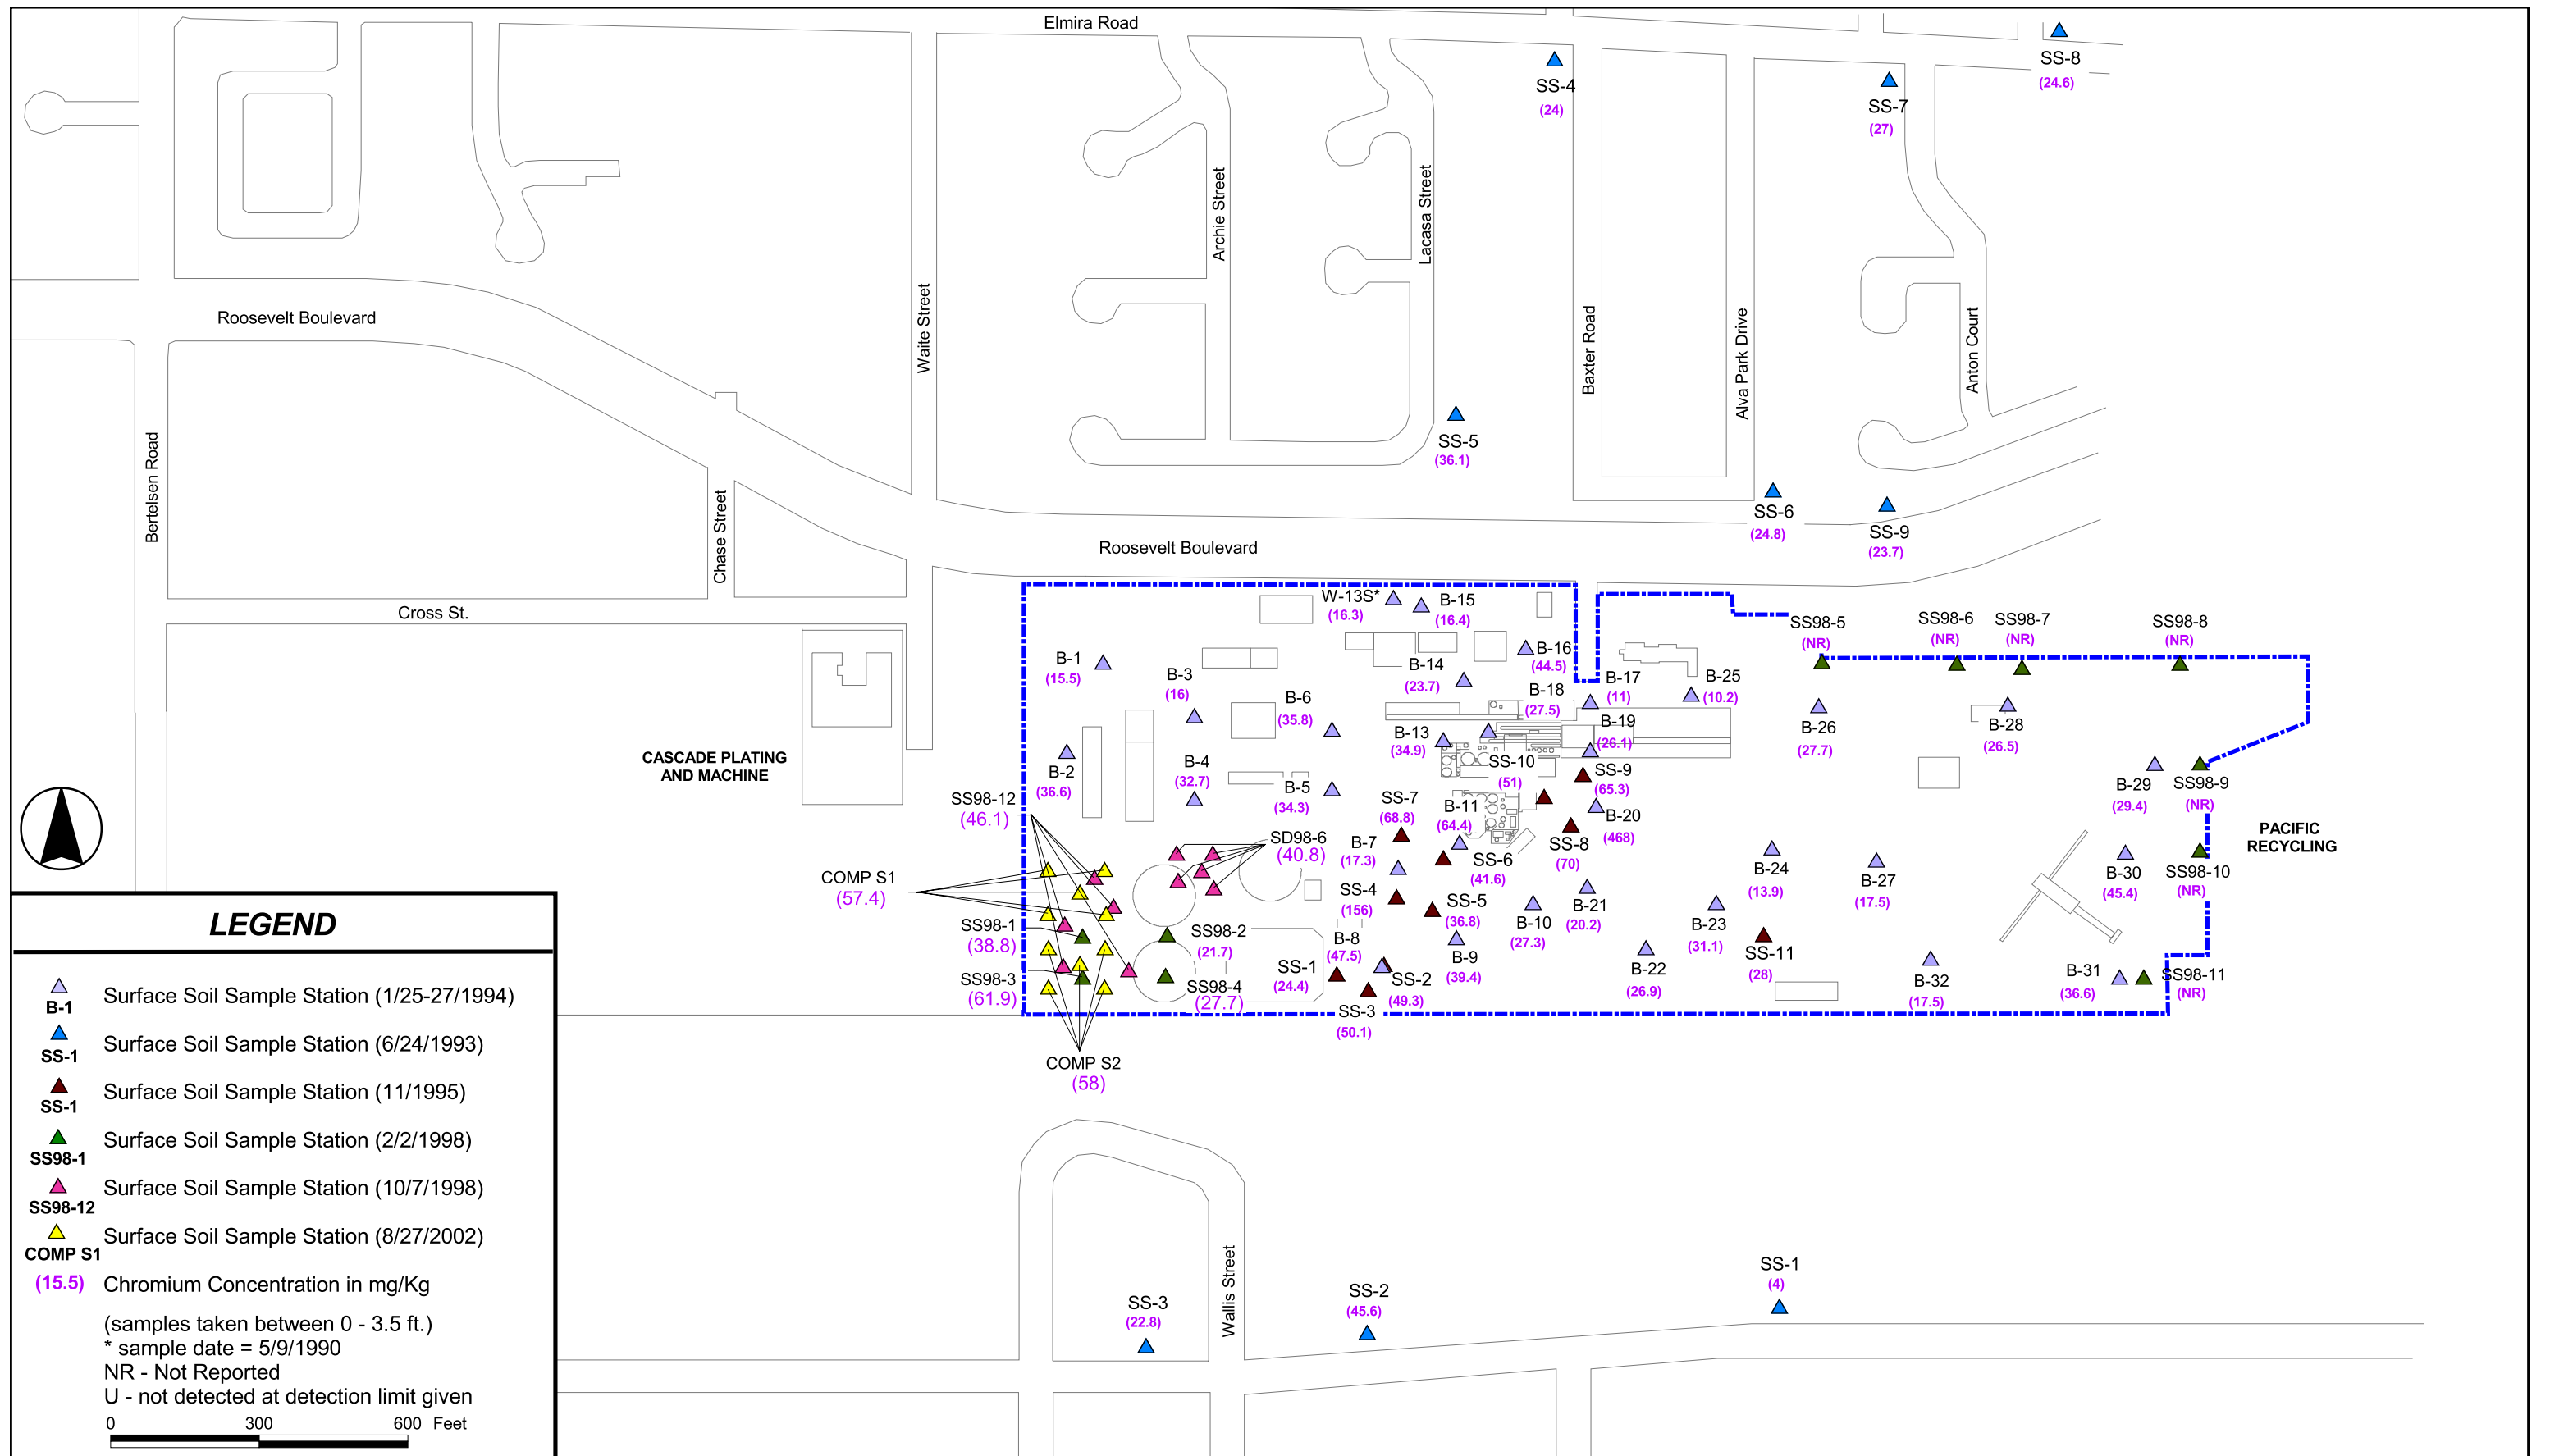 Elmira Road
SS-8
(24.6)
SS-4
(24)
SS-7
(27)
Archie Street
Lacasa Street
Roosevelt Boulevard
Waite Street
Baxter Road
Alva Park Drive
Anton Court
SS-5
(36.1)
Bertelsen Road
Chase Street
SS-6
(24.8)
SS-9
(23.7)
Roosevelt Boulevard
Cross St.
W-13S*
(16.3)
B-15
(16.4)
SS98-5
(NR)
SS98-6
(NR)
SS98-7
(NR)
SS98-8
(NR)
B-1
(15.5)
B-3
(16)
B-14
(23.7)
B-16
(44.5)
B-17
(11)
B-25
(10.2)
B-6
(35.8)
B-18
(27.5)
B-13
(34.9)
B-19
(26.1)
B-26
(27.7)
B-28
(26.5)
CASCADE PLATING
AND MACHINE
B-2
(36.6)
B-4
(32.7)
B-5
(34.3)
SS-10
(51)
SS-9
(65.3)
B-29
(29.4)
SS98-9
(NR)
SS98-12
(46.1)
SS-7
(68.8)
B-11
(64.4)
B-20
(468)
PACIFIC
RECYCLING
SD98-6
(40.8)
B-7
(17.3)
SS-6
(41.6)
SS-8
(70)
B-24
(13.9)
B-27
(17.5)
B-30
(45.4)
SS98-10
(NR)
COMP S1
(57.4)
SS-4
(156)
SS-5
(36.8)
B-10
(27.3)
B-21
(20.2)
B-23
(31.1)
SS98-1
(38.8)
SS98-2
(21.7)
B-8
(47.5)
B-9
(39.4)
SS-11
(28)
SS98-3
(61.9)
SS98-4
(27.7)
SS-1
(24.4)
SS-2
(49.3)
B-22
(26.9)
B-32
(17.5)
B-31
(36.6)
SS98-11
(NR)
SS-3
(50.1)
COMP S2
(58)
Wallis Street
SS-3
(22.8)
SS-2
(45.6)
SS-1
(4)
LEGEND
B-1 Surface Soil Sample Station (1/25-27/1994)
SS-1 Surface Soil Sample Station (6/24/1993)
SS-1 Surface Soil Sample Station (11/1995)
SS98-1 Surface Soil Sample Station (2/2/1998)
SS98-12 Surface Soil Sample Station (10/7/1998)
COMP S1 Surface Soil Sample Station (8/27/2002)
(15.5) Chromium Concentration in mg/Kg
(samples taken between 0 - 3.5 ft.)
* sample date = 5/9/1990
NR - Not Reported
U - not detected at detection limit given
0 300 600 Feet